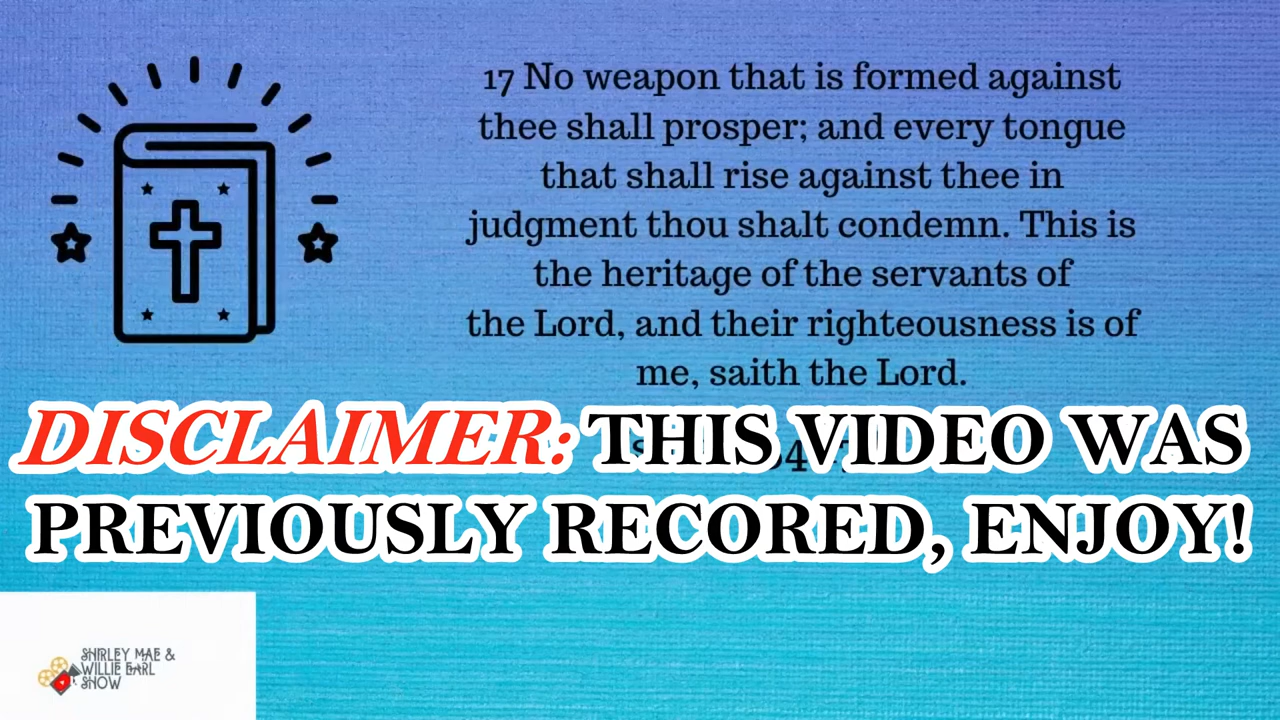 17 No weapon that is formed against
thee shall prosper; and every tongue
that shall rise against thee in
judgment thou shalt condemn. This is
the heritage of the servants of
the Lord, and their righteousness is of
me, saith the Lord.
DISCLAIMER: THIS VIDEO WAS
PREVIOUSLY RECORED, ENJOY!
SHIRLEY MAE &
WILLIE EARL
SHOW